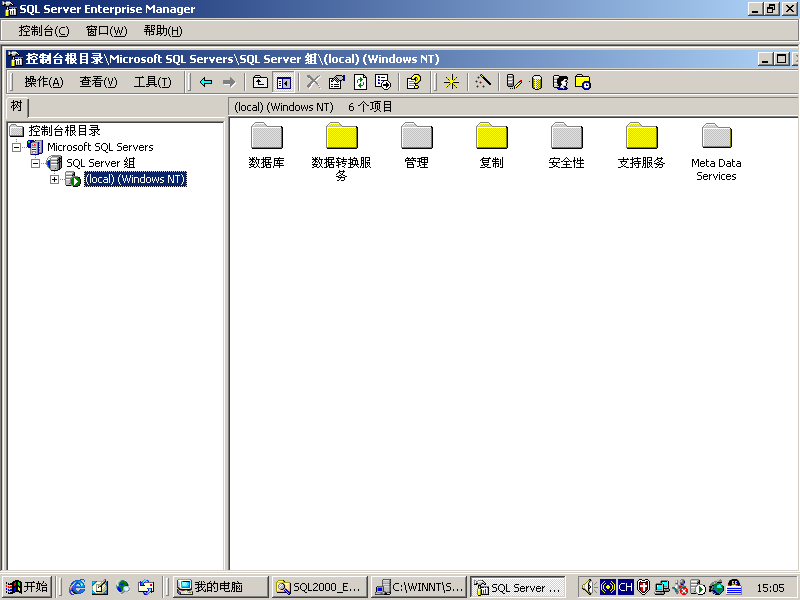 SQL Server Enterprise Manager
控制台(C) 窗口(W) 帮助(H)
控制台根目录\Microsoft SQL Servers\SQL Server 组\(local) (Windows NT)
操作(A) 查看(V) 工具(T)
树
(local) (Windows NT) 6 个项目
控制台根目录
Microsoft SQL Servers
SQL Server 组
(local) (Windows NT)
数据库
数据转换服
务
管理
复制
安全性
支持服务
Meta Data
Services
开始
我的电脑
SQL2000_E...
C:\WINNT\S...
SQL Server ...
CH
15:05